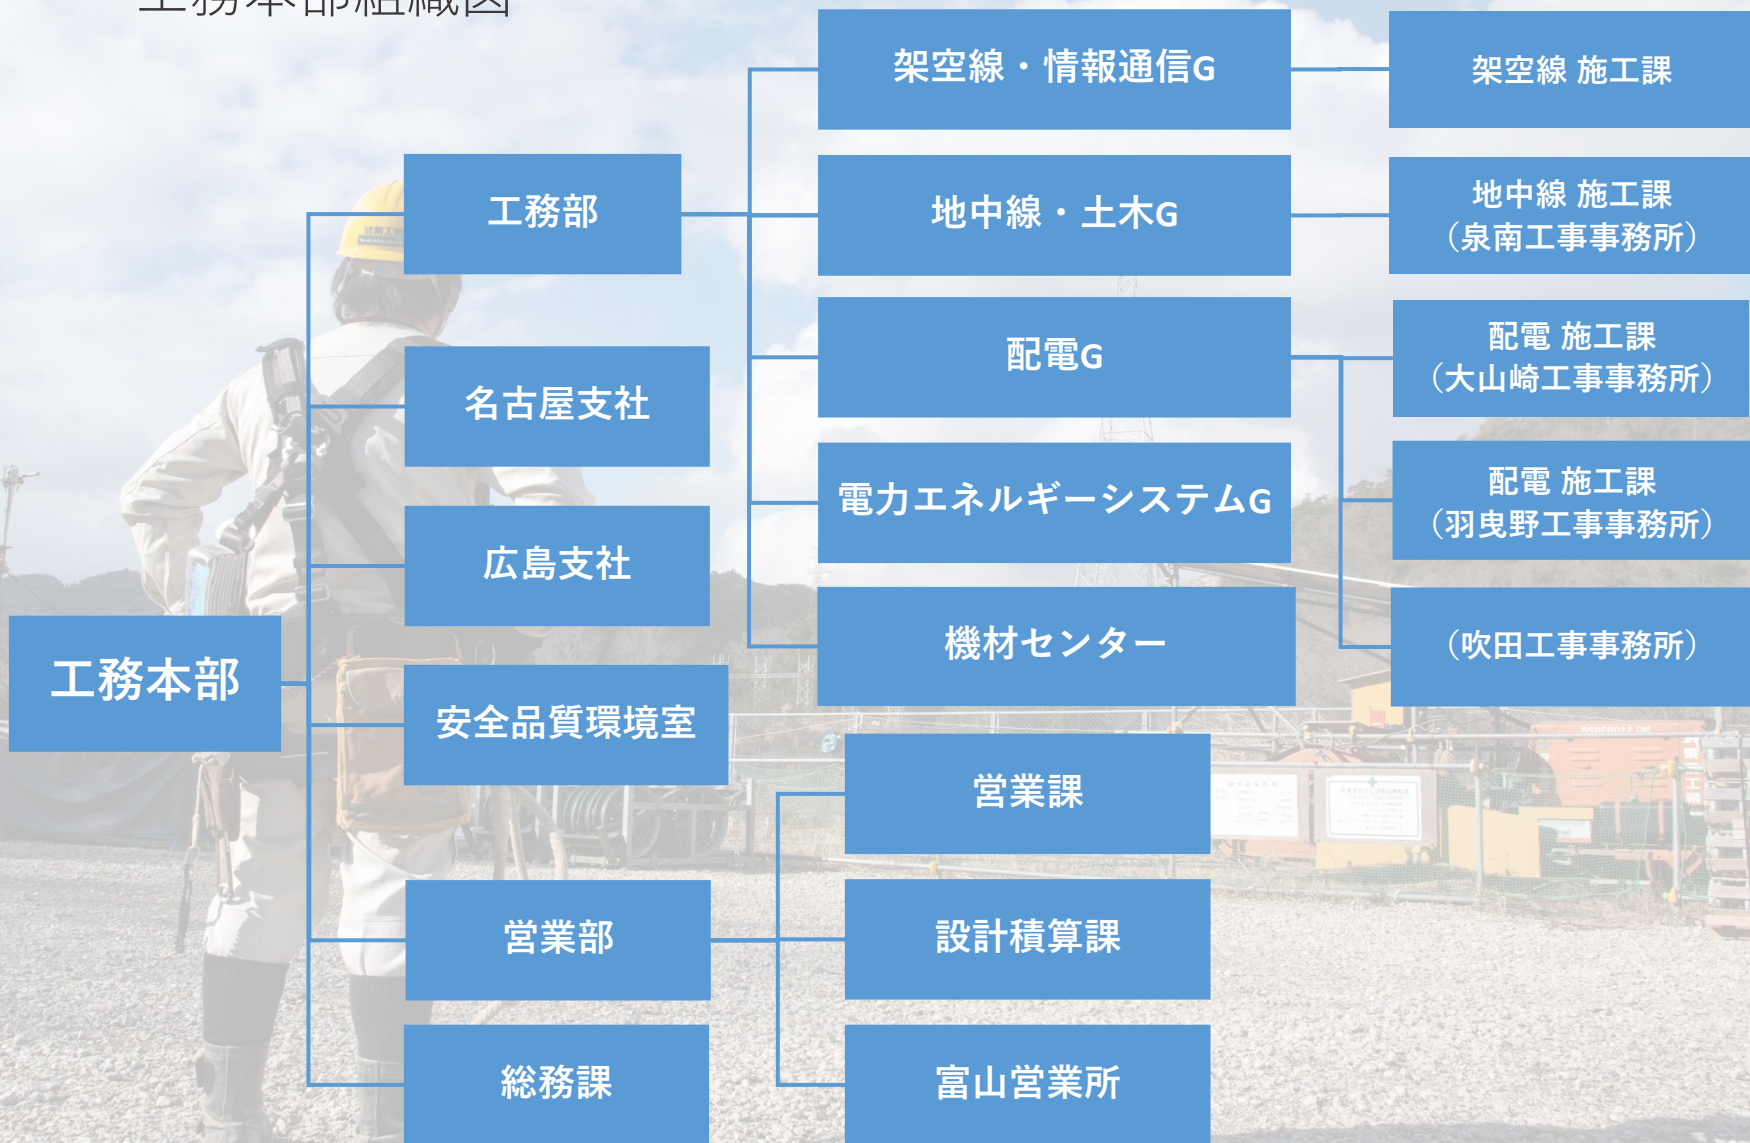 工務本部組織図
工務本部
工務部
名古屋支社
広島支社
安全品質環境室
営業部
総務課
架空線・情報通信G
地中線・土木G
配電G
電力エネルギーシステムG
機材センター
営業課
設計積算課
富山営業所
架空線 施工課
地中線 施工課
（泉南工事事務所）
配電 施工課
（大山崎工事事務所）
配電 施工課
（羽曳野工事事務所）
（吹田工事事務所）